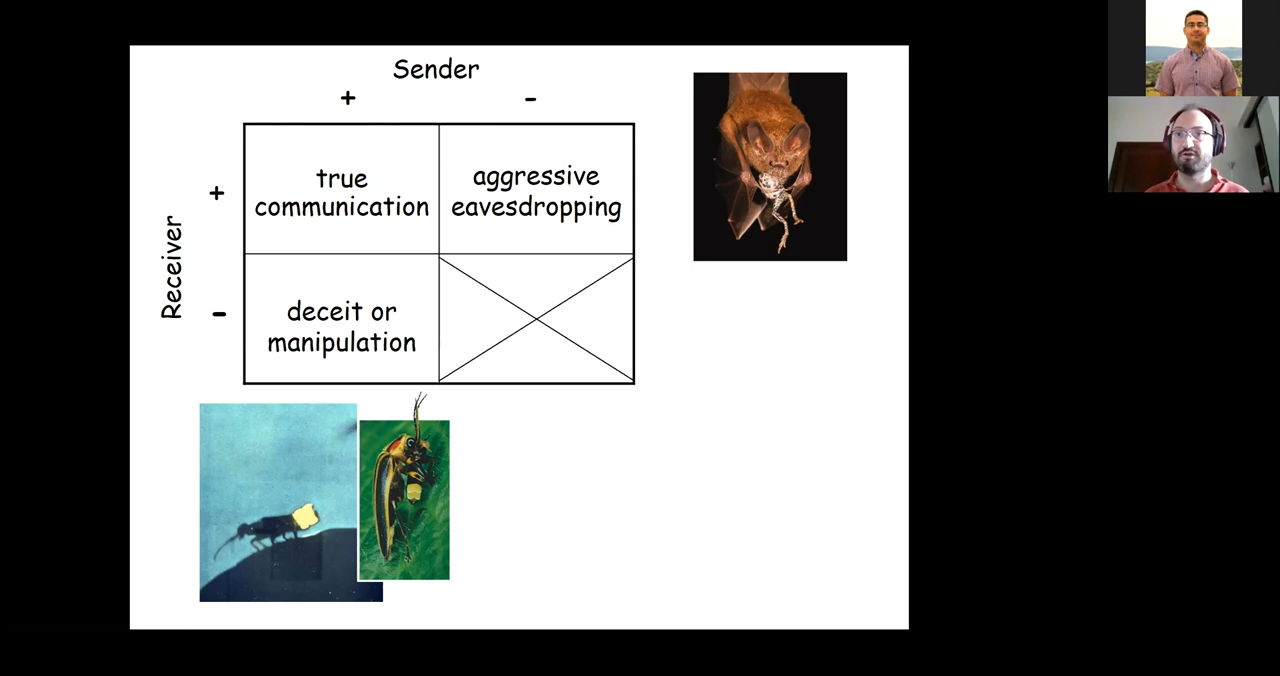 Sender
+ -
Receiver
+
true
communication
aggressive
eavesdropping
-
deceit or
manipulation